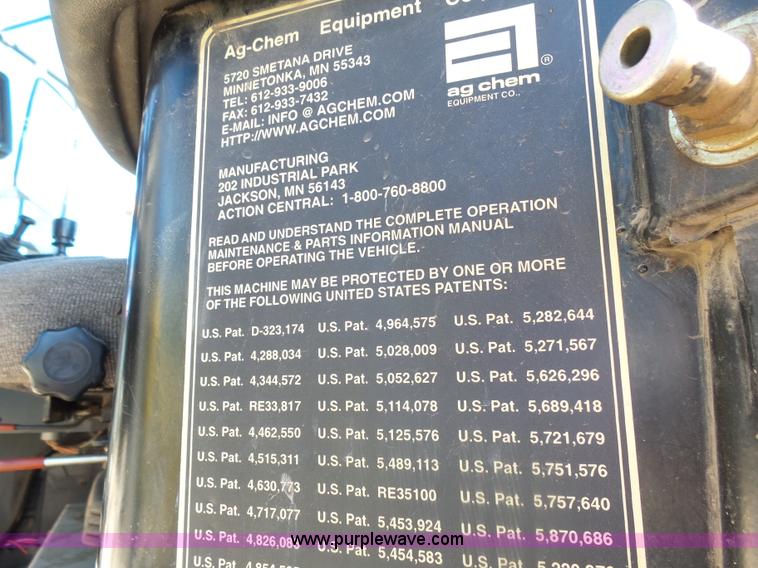 Ag-Chem Equipment
5720 SMETANA DRIVE
MINNETONKA, MN 55343
TEL: 612-933-9006
FAX: 612-933-7432
E-MAIL: INFO @ AGCHEM.COM
HTTP://WWW.AGCHEM.COM
ag chem ®
EQUIPMENT CO..
MANUFACTURING
202 INDUSTRIAL PARK
JACKSON, MN 56143
ACTION CENTRAL: 1-800-760-8800
READ AND UNDERSTAND THE COMPLETE OPERATION
MAINTENANCE & PARTS INFORMATION MANUAL
BEFORE OPERATING THE VEHICLE.
THIS MACHINE MAY BE PROTECTED BY ONE OR MORE
OF THE FOLLOWING UNITED STATES PATENTS:
U.S. Pat. D-323,174 U.S. Pat. 4,964,575 U.S. Pat. 5,282,644
U.S. Pat. 4,288,034 U.S. Pat. 5,028,009 U.S. Pat. 5,271,567
U.S. Pat. 4,344,572 U.S. Pat. 5,052,627 U.S. Pat. 5,626,296
U.S. Pat. RE33,817 U.S. Pat. 5,114,078 U.S. Pat. 5,689,418
U.S. Pat. 4,462,550 U.S. Pat. 5,125,576 U.S. Pat. 5,721,679
U.S. Pat. 4,515,311 U.S. Pat. 5,489,113 U.S. Pat. 5,751,576
U.S. Pat. 4,630,773 U.S. Pat. RE35100 U.S. Pat. 5,757,640
U.S. Pat. 4,717,077 U.S. Pat. 5,453,924 U.S. Pat. 5,870,686
U.S. Pat. U.S. Pat. 5,454,583 U.S. Pat.
U.S. Pat.
www.purplewave.com